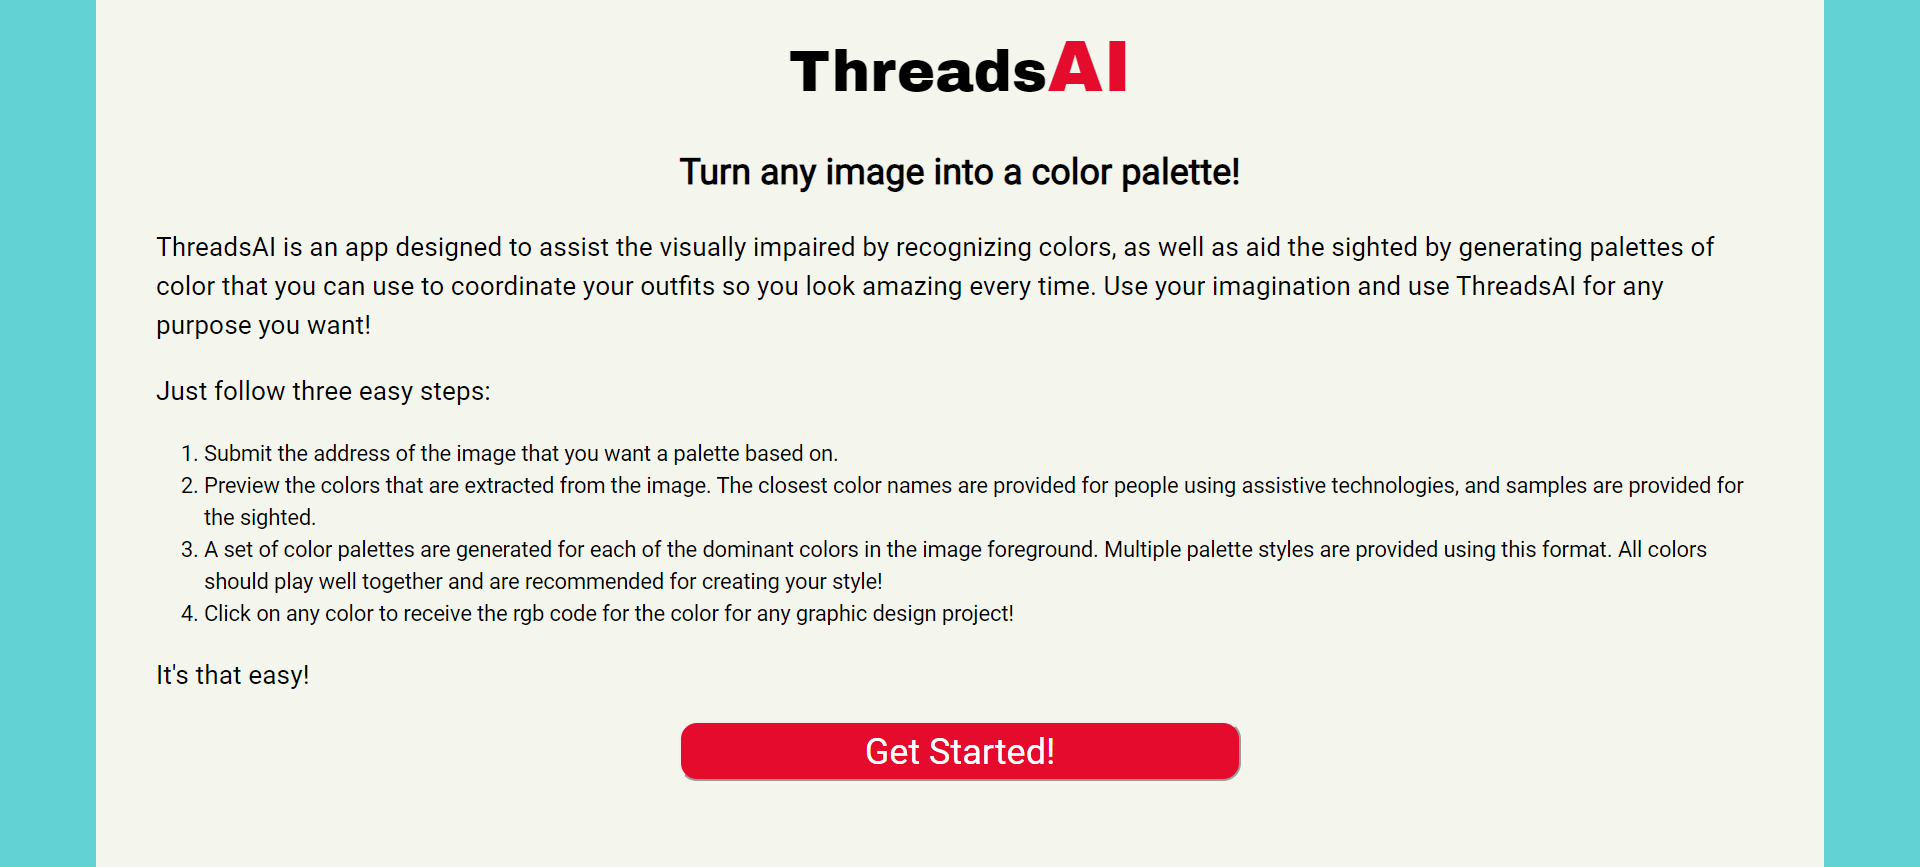 ThreadsAI
Turn any image into a color palette!
ThreadsAI is an app designed to assist the visually impaired by recognizing colors, as well as aid the sighted by generating palettes of
color that you can use to coordinate your outfits so you look amazing every time. Use your imagination and use ThreadsAI for any
purpose you want!
Just follow three easy steps:
1. Submit the address of the image that you want a palette based on.
2. Preview the colors that are extracted from the image. The closest color names are provided for people using assistive technologies, and samples are provided for
the sighted.
3. A set of color palettes are generated for each of the dominant colors in the image foreground. Multiple palette styles are provided using this format. All colors
should play well together and are recommended for creating your style!
4. Click on any color to receive the rgb code for the color for any graphic design project!
It's that easy!
Get Started!